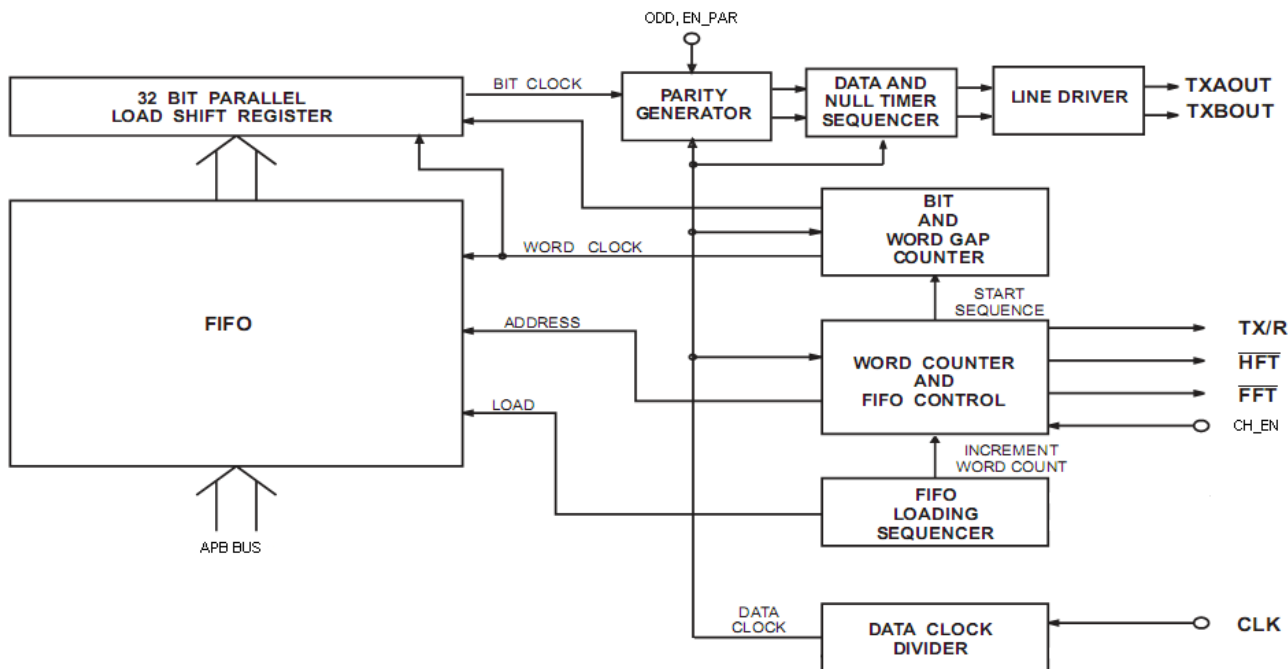 ODD, EN_PAR
32 BIT PARALLEL
LOAD SHIFT REGISTER
BIT CLOCK
PARITY
GENERATOR
DATA AND
NULL TIMER
SEQUENCER
LINE DRIVER
TXAOUT
TXBOUT
BIT
AND
WORD GAP
COUNTER
WORD CLOCK
START
SEQUENCE
FIFO
ADDRESS
WORD COUNTER
AND
FIFO CONTROL
TX/R
HFT
FFT
CH_EN
LOAD
INCREMENT
WORD COUNT
FIFO
LOADING
SEQUENCER
APB BUS
DATA
CLOCK
DATA CLOCK
DIVIDER
CLK